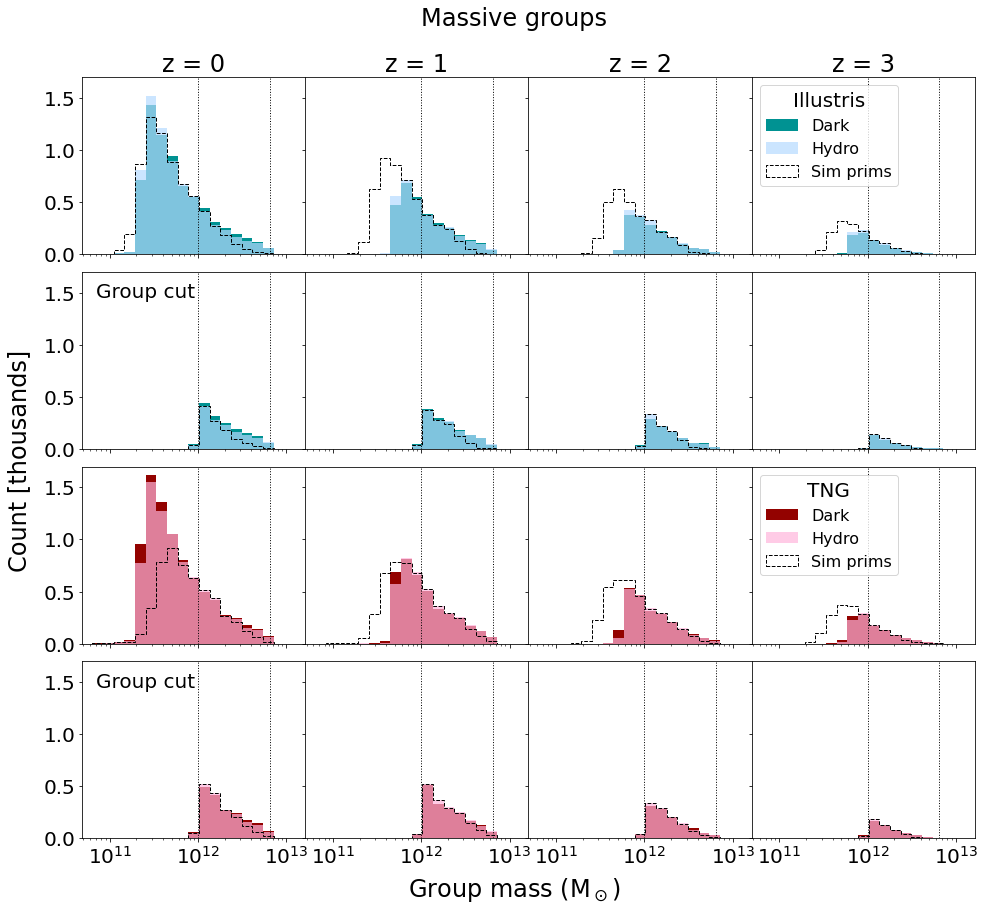 Massive groups
z = 0
z = 1
z = 2
z = 3
1.5
1.0
0.5
0.0
Illustris
Dark
Hydro
Sim prims
Group cut
1.5
1.0
0.5
0.0
Count [thousands]
1.5
1.0
0.5
0.0
TNG
Dark
Hydro
Sim prims
Group cut
1.5
1.0
0.5
0.0
10¹¹ 10¹² 10¹³
10¹¹ 10¹² 10¹³
10¹¹ 10¹² 10¹³
10¹¹ 10¹² 10¹³
Group mass (M⊙)